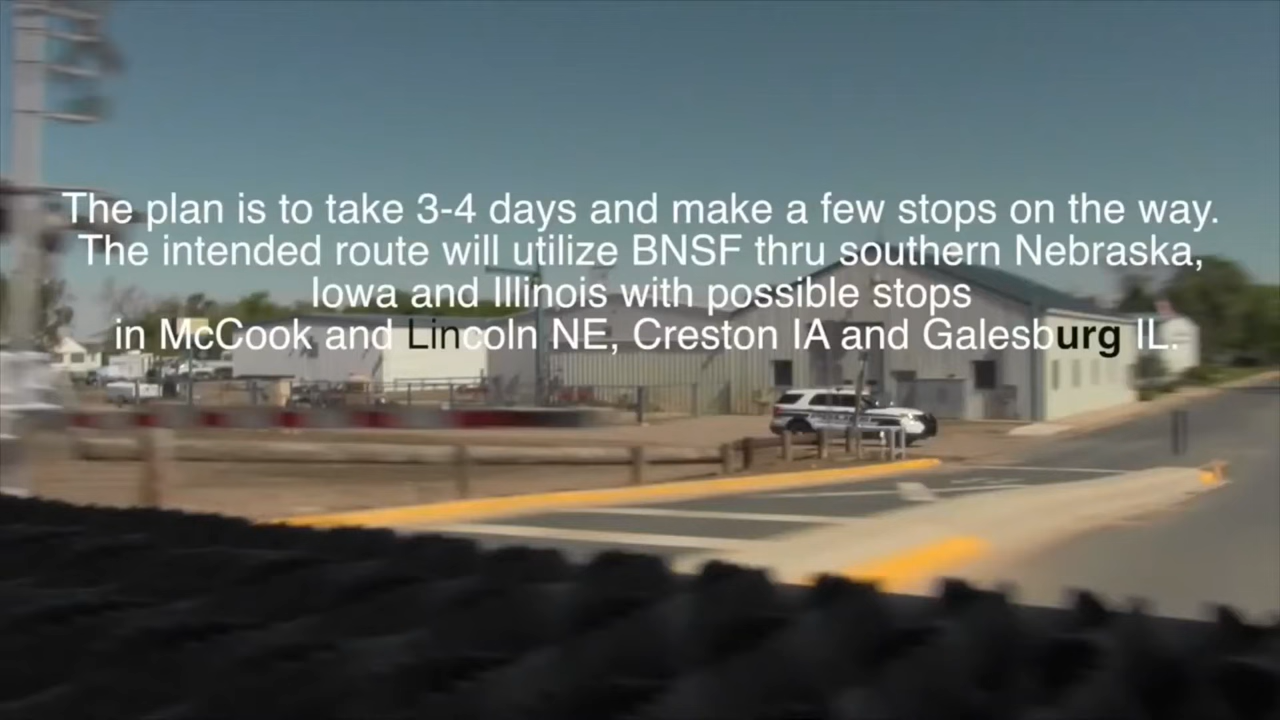 The plan is to take 3-4 days and make a few stops on the way.
The intended route will utilize BNSF thru southern Nebraska,
Iowa and Illinois with possible stops
in McCook and Lincoln NE, Creston IA and Galesburg IL.